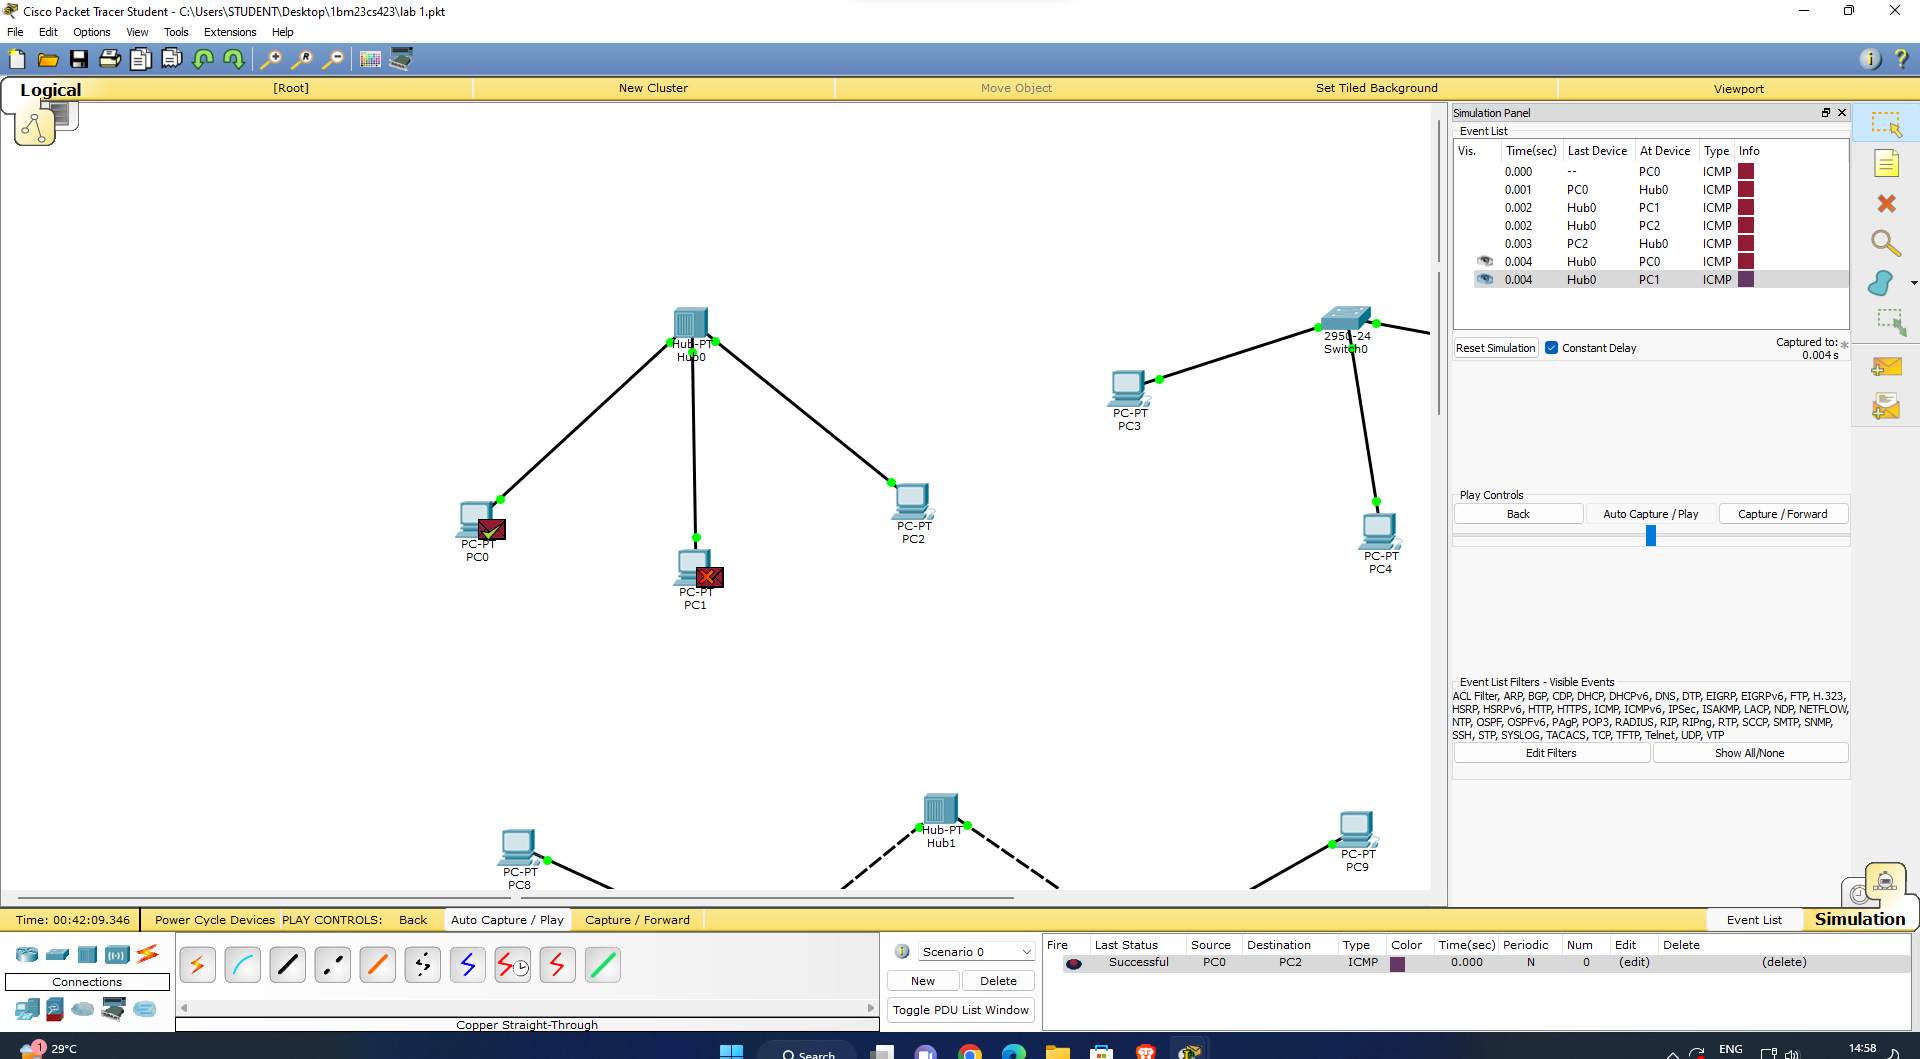 Cisco Packet Tracer Student - C:\Users\STUDENT\Desktop\1bm23cs423\lab 1.pkt
File Edit Options View Tools Extensions Help
Logical [Root] New Cluster Move Object Set Tiled Background Viewport
Simulation Panel
Event List
Vis. Time(sec) Last Device At Device Type Info
0.000 -- PC0 ICMP
0.001 PC0 Hub0 ICMP
0.002 Hub0 PC1 ICMP
0.002 Hub0 PC2 ICMP
0.003 PC2 Hub0 ICMP
0.004 Hub0 PC0 ICMP
0.004 Hub0 PC1 ICMP
Reset Simulation Constant Delay Captured to:
0.004 s
Hub-PT
Hub0
2950-24
Switch0
PC-PT
PC3
PC-PT
PC0
PC-PT
PC1
PC-PT
PC2
PC-PT
PC4
Play Controls
Back Auto Capture / Play Capture / Forward
Event List Filters - Visible Events
ACL Filter, ARP, BGP, CDP, DHCP, DHCPv6, DNS, DTP, EIGRP, EIGRPv6, FTP, H.323,
HSRP, HSRPv6, HTTP, HTTPS, ICMP, ICMPv6, IPSec, ISAKMP, LACP, NDP, NETFLOW,
NTP, OSPF, OSPFv6, PAgP, POP3, RADIUS, RIP, RIPng, RTP, SCCP, SMTP, SNMP,
SSH, STP, SYSLOG, TACACS, TCP, TFTP, Telnet, UDP, VTP
Edit Filters Show All/None
PC-PT
PC8
Hub-PT
Hub1
PC-PT
PC9
Time: 00:42:09.346 Power Cycle Devices PLAY CONTROLS: Back Auto Capture / Play Capture / Forward Event List Simulation
Connections
Copper Straight-Through
Scenario 0
New Delete
Toggle PDU List Window
Fire Last Status Source Destination Type Color Time(sec) Periodic Num Edit Delete
Successful PC0 PC2 ICMP 0.000 N 0 (edit) (delete)
1 29°C Search ENG 14:58